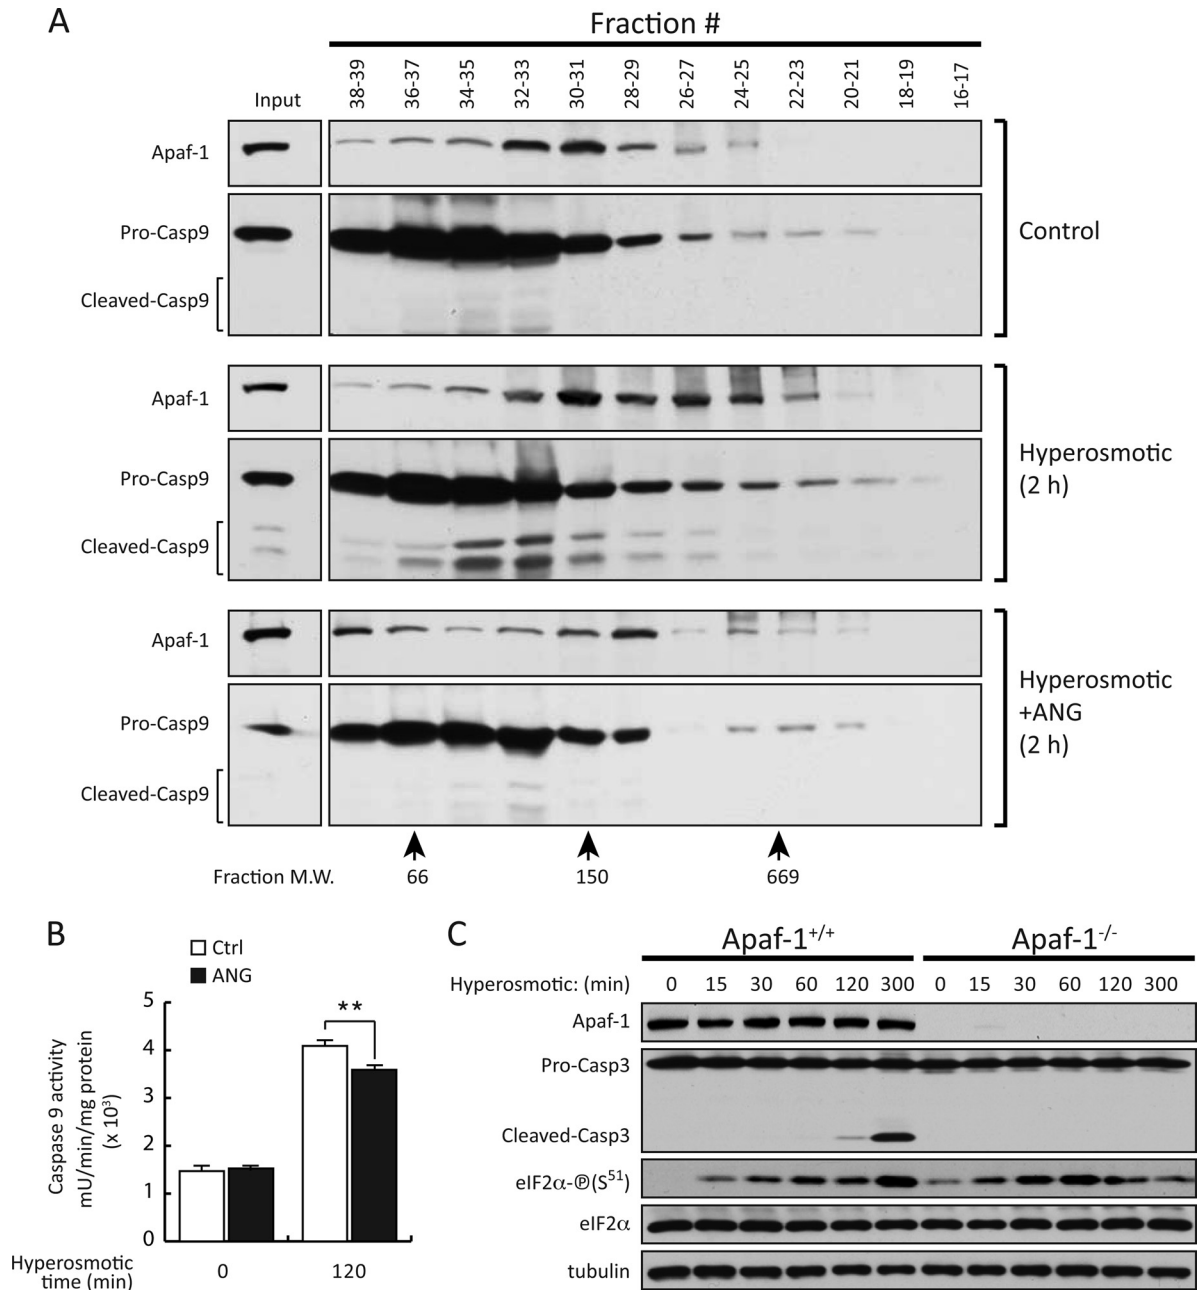 A
Fraction #
Input 38-39 36-37 34-35 32-33 30-31 28-29 26-27 24-25 22-23 20-21 18-19 16-17
Apaf-1
Pro-Casp9
Control
Cleaved-Casp9
Apaf-1
Pro-Casp9
Hyperosmotic
(2 h)
Cleaved-Casp9
Apaf-1
Pro-Casp9
Hyperosmotic
+ANG
(2 h)
Cleaved-Casp9
Fraction M.W. 66 150 669
B
Ctrl
ANG
**
5
4
3
2
1
0
Caspase 9 activity
mU/min/mg protein
(x 10³)
Hyperosmotic
time (min)
0 120
C
Apaf-1+/+ Apaf-1-/-
Hyperosmotic: (min) 0 15 30 60 120 300 0 15 30 60 120 300
Apaf-1
Pro-Casp3
Cleaved-Casp3
eIF2α-℗(S⁵¹)
eIF2α
tubulin